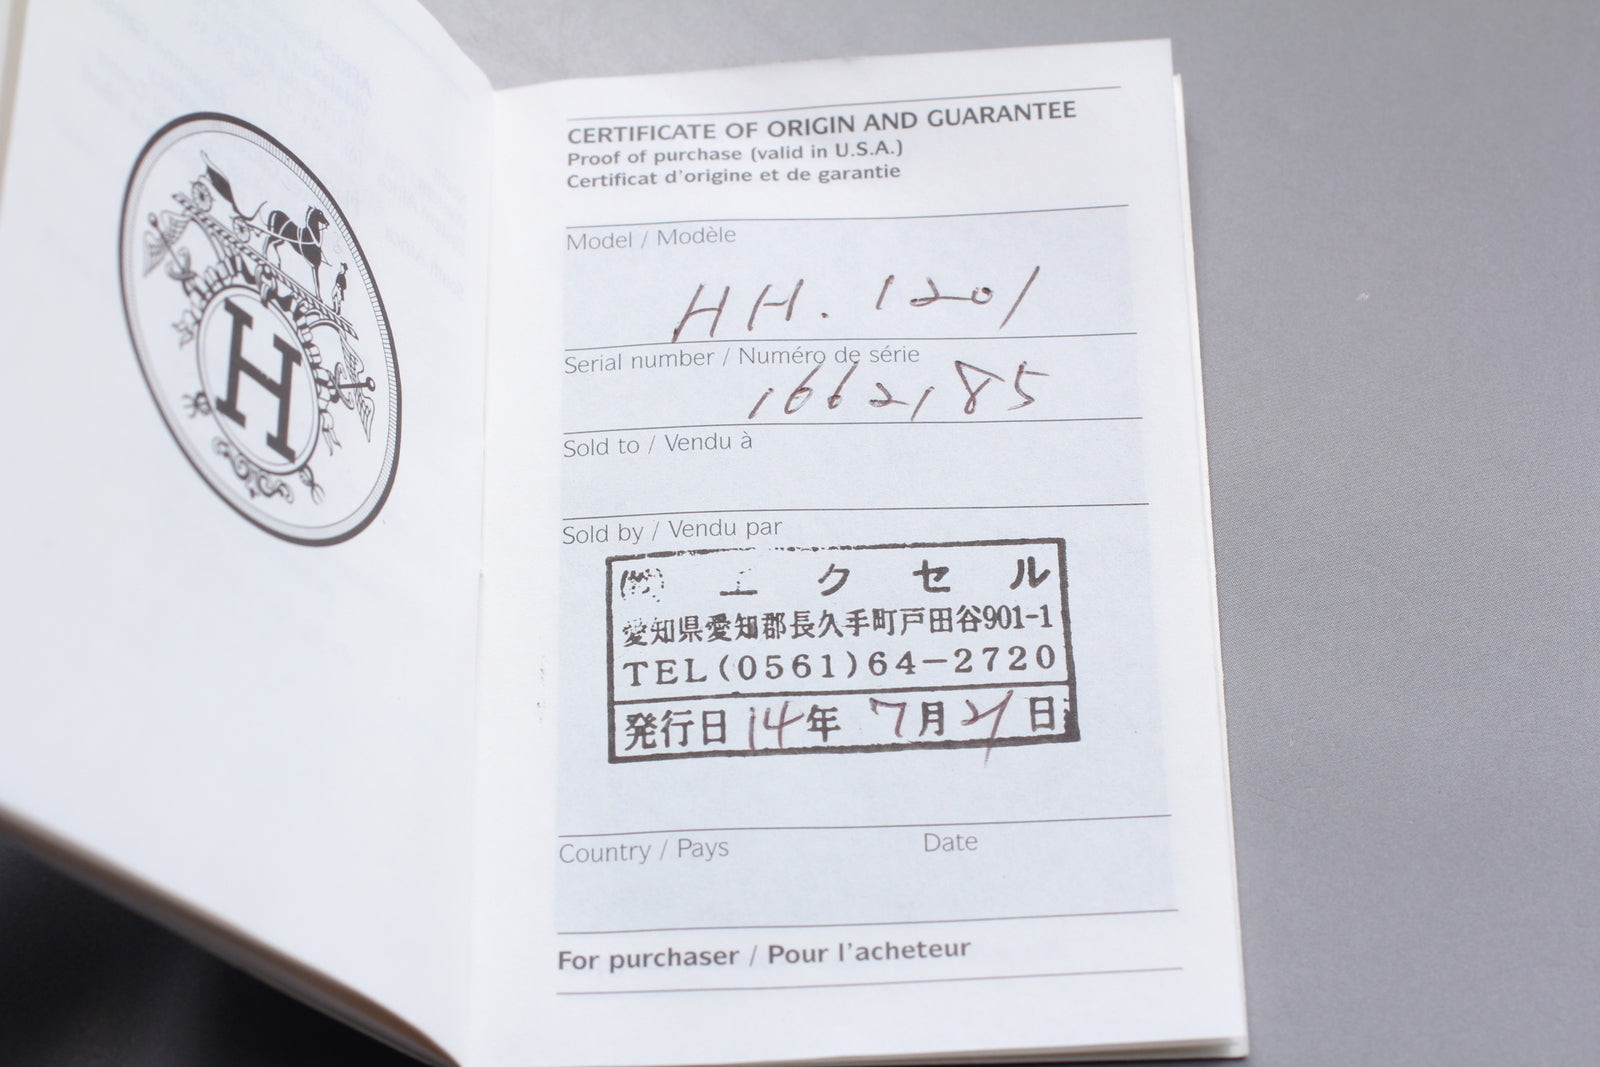 H
CERTIFICATE OF ORIGIN AND GUARANTEE
Proof of purchase (valid in U.S.A.)
Certificat d'origine et de garantie
Model / Modèle
HH. 1201
Serial number / Numéro de série
1662185
Sold to / Vendu à
Sold by / Vendu par
エクセル
愛知県愛知郡長久手町戸田谷901-1
TEL(0561)64-2720
発行日 14年 7月 21日
Country / Pays Date
For purchaser / Pour l'acheteur